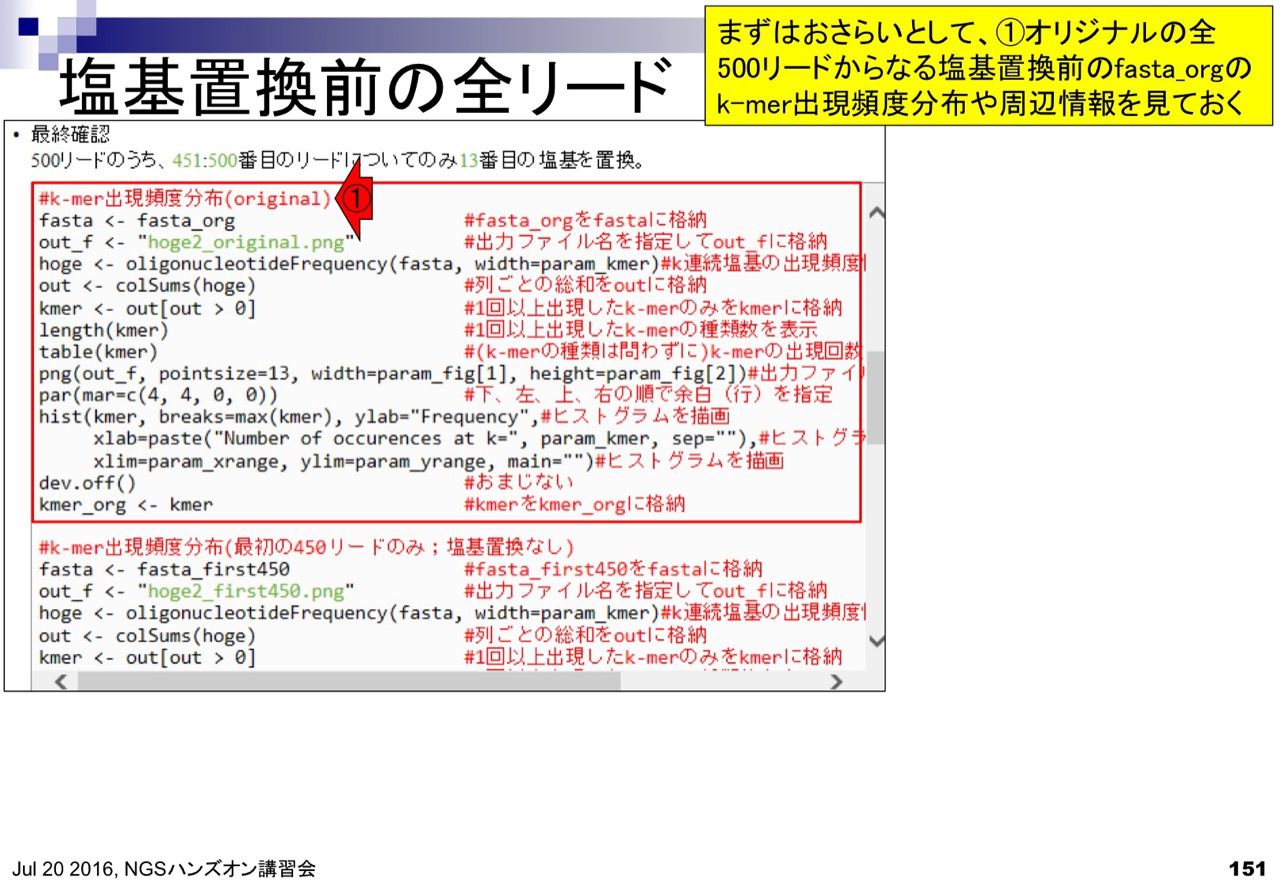 塩基置換前の全リード
まずはおさらいとして、①オリジナルの全
500リードからなる塩基置換前のfasta_orgの
k-mer出現頻度分布や周辺情報を見ておく
• 最終確認
500リードのうち、451:500番目のリードについてのみ13番目の塩基を置換。
#k-mer出現頻度分布(original)
①
fasta <- fasta_org #fasta_orgをfastaに格納
out_f <- "hoge2_original.png" #出力ファイル名を指定してout_fに格納
hoge <- oligonucleotideFrequency(fasta, width=param_kmer)#k連続塩基の出現頻度
out <- colSums(hoge) #列ごとの総和をoutに格納
kmer <- out[out > 0] #1回以上出現したk-merのみをkmerに格納
length(kmer) #1回以上出現したk-merの種類数を表示
table(kmer) #(k-merの種類は問わずに)k-merの出現回数
png(out_f, pointsize=13, width=param_fig[1], height=param_fig[2])#出力ファイ
par(mar=c(4, 4, 0, 0)) #下、左、上、右の順で余白（行）を指定
hist(kmer, breaks=max(kmer), ylab="Frequency",#ヒストグラムを描画
xlab=paste("Number of occurences at k=", param_kmer, sep=""),#ヒストグラ
xlim=param_xrange, ylim=param_yrange, main="")#ヒストグラムを描画
dev.off() #おまじない
kmer_org <- kmer #kmerをkmer_orgに格納
#k-mer出現頻度分布(最初の450リードのみ；塩基置換なし)
fasta <- fasta_first450 #fasta_first450をfastaに格納
out_f <- "hoge2_first450.png" #出力ファイル名を指定してout_fに格納
hoge <- oligonucleotideFrequency(fasta, width=param_kmer)#k連続塩基の出現頻度
out <- colSums(hoge) #列ごとの総和をoutに格納
kmer <- out[out > 0] #1回以上出現したk-merのみをkmerに格納
Jul 20 2016, NGSハンズオン講習会
151